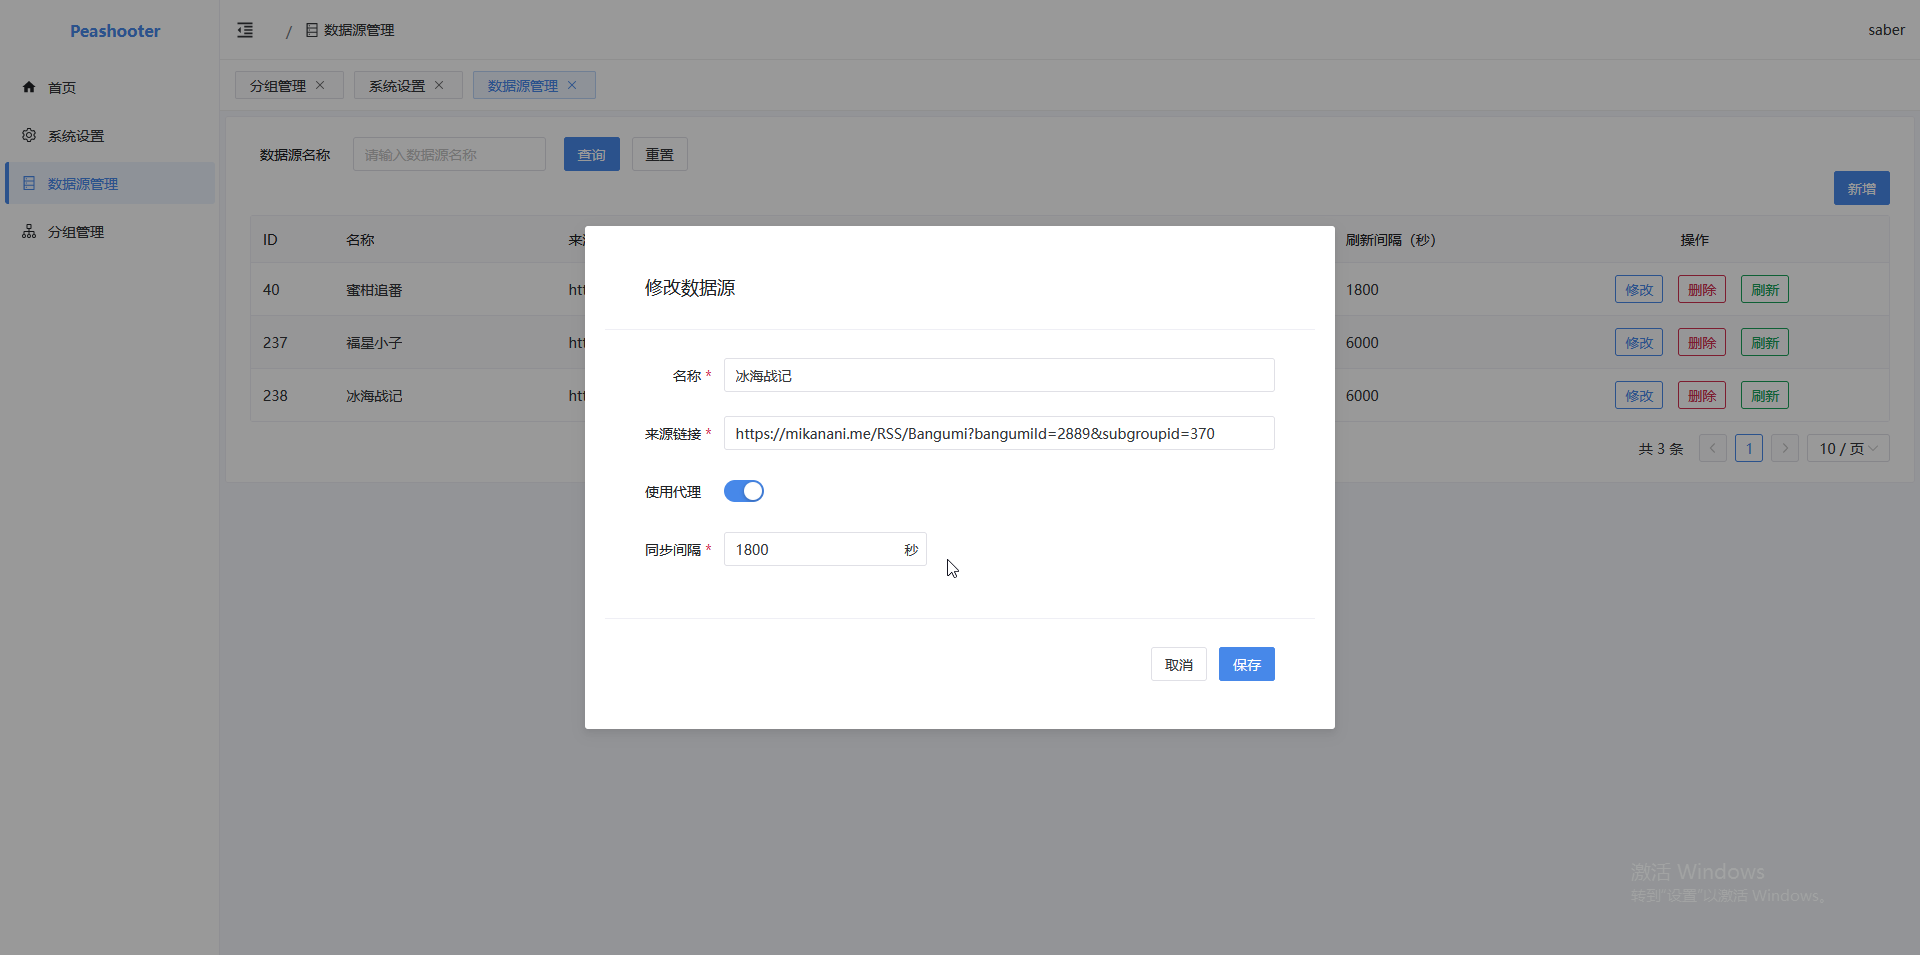 Peashooter
首页
系统设置
数据源管理
分组管理
/ 数据源管理
saber
分组管理
系统设置
数据源管理
数据源名称 请输入数据源名称 查询 重置
新增
ID 名称 刷新间隔（秒） 操作
40 蜜柑追番 1800 修改 删除 刷新
237 福星小子 6000 修改 删除 刷新
238 冰海战记 6000 修改 删除 刷新
共 3 条 1 10 / 页
修改数据源
名称 * 冰海战记
来源链接 * https://mikanani.me/RSS/Bangumi?bangumiId=2889&subgroupid=370
使用代理
同步间隔 * 1800 秒
取消 保存
激活 Windows
转到"设置"以激活 Windows。